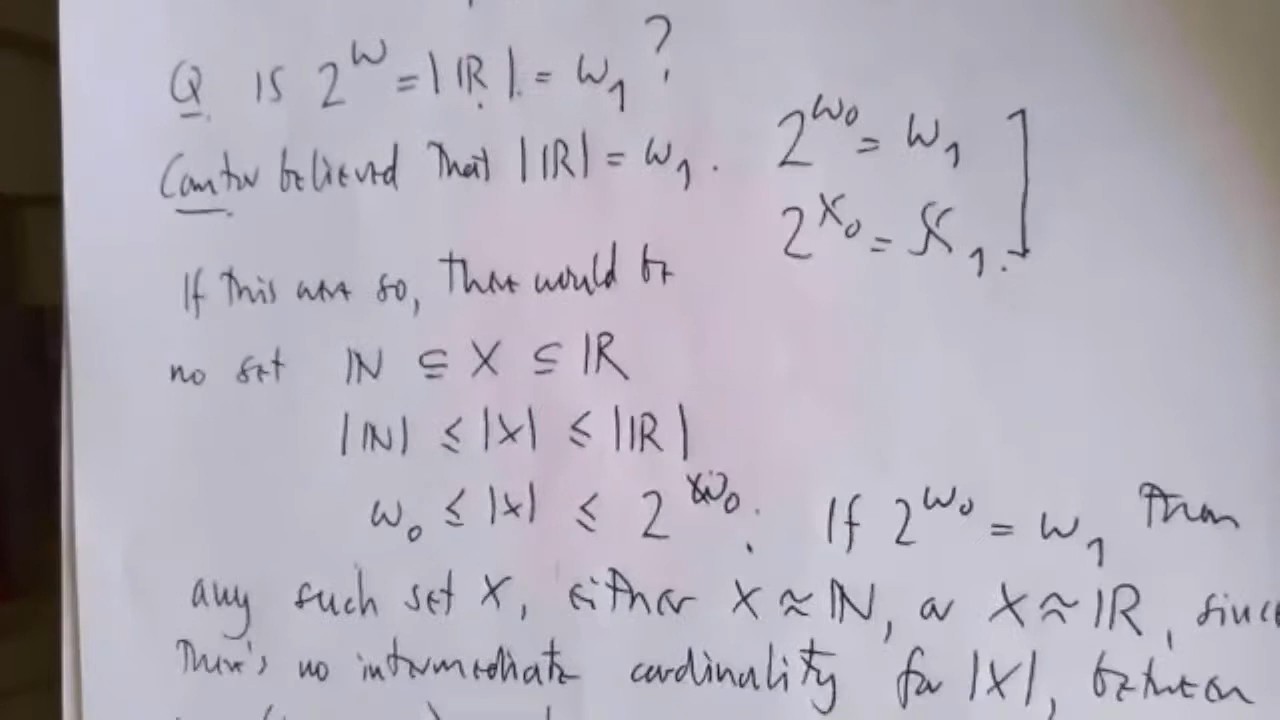 Q IS 2^ω = |ℝ| = ω₁ ?
Cantor believed that |ℝ| = ω₁.
2^ω₀ = ω₁
2^ℵ₀ = ℵ₁.
If this were so, there would be
no set ℕ ⊆ X ⊆ ℝ
|ℕ| ≤ |X| ≤ |ℝ|
ω₀ ≤ |X| ≤ 2^ω₀. If 2^ω₀ = ω₁ then
any such set X, either X ≈ ℕ, or X ≈ ℝ, since
there's no intermediate cardinality for |X|, between